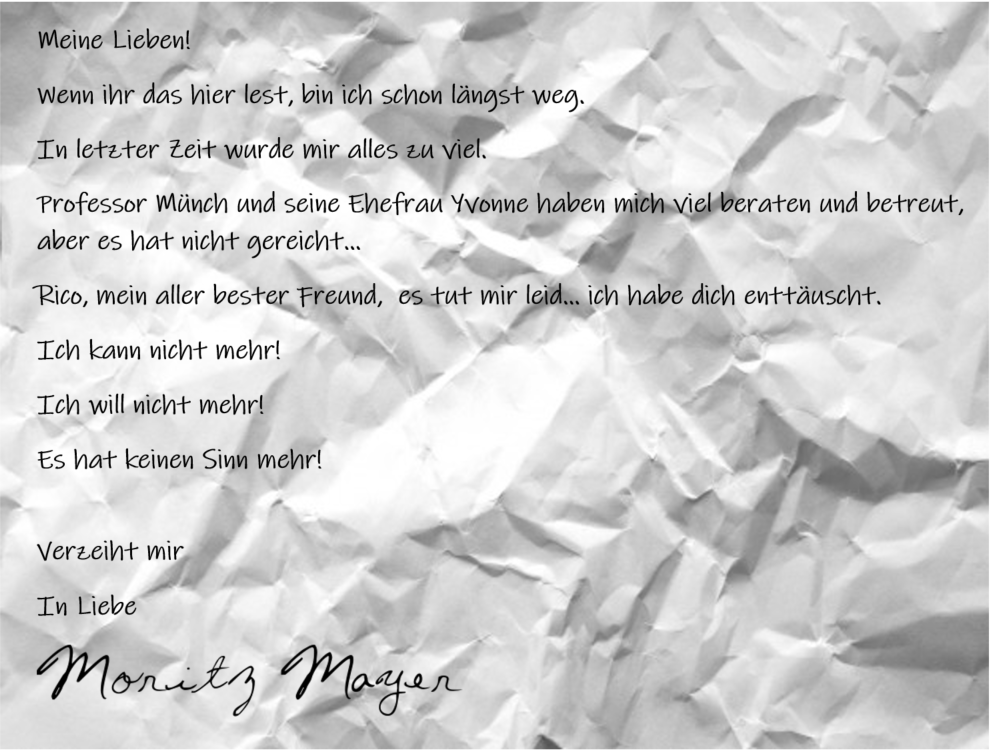 Meine Lieben!
Wenn ihr das hier lest, bin ich schon längst weg.
In letzter Zeit wurde mir alles zu viel.
Professor Münch und seine Ehefrau Yvonne haben mich viel beraten und betreut,
aber es hat nicht gereicht...
Rico, mein aller bester Freund, es tut mir leid... ich habe dich enttäuscht.
Ich kann nicht mehr!
Ich will nicht mehr!
Es hat keinen Sinn mehr!
Verzeiht mir
In Liebe
Moritz Mayer